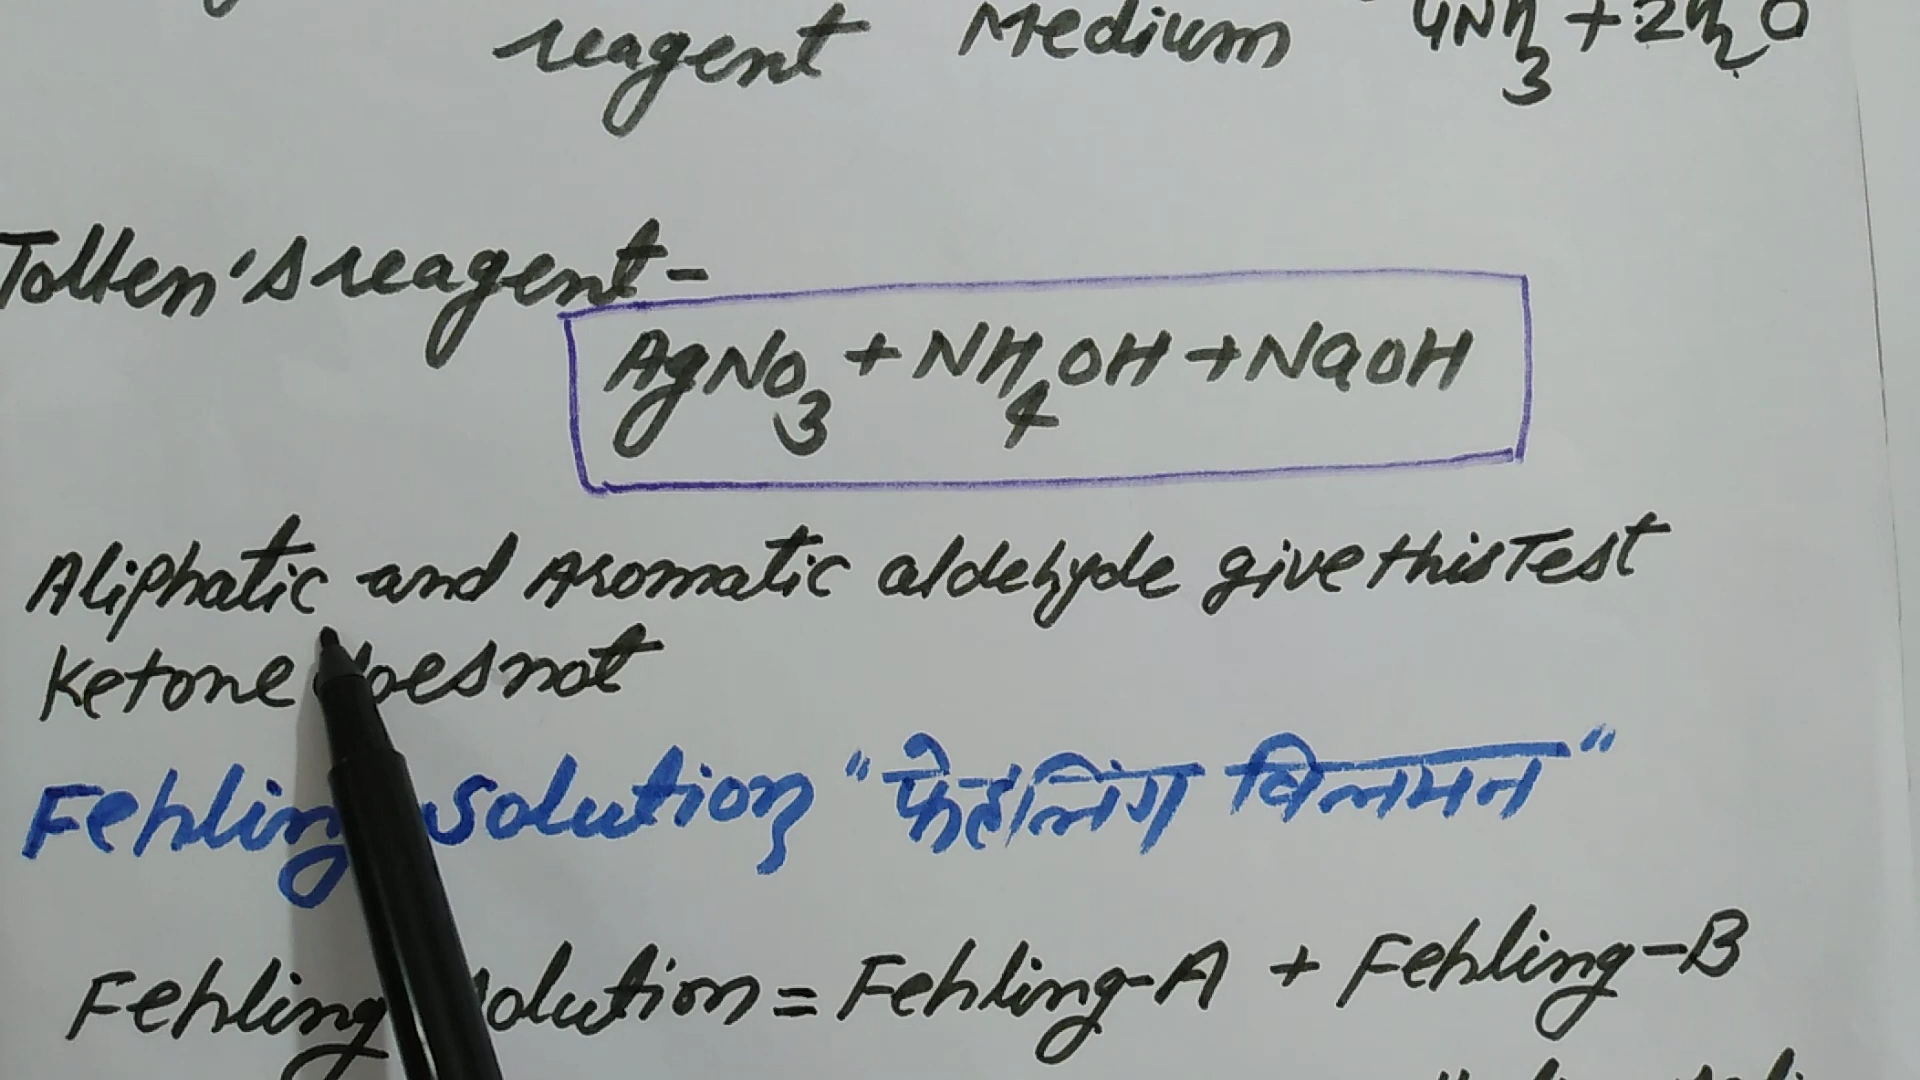 reagent Medium 4NH3 + 2H2O
Tollen's reagent-
AgNO3 + NH4OH + NaOH
Aliphatic and Aromatic aldehyde give this Test
Ketone does not
Fehling Solution "फेहलिंग विलयन"
Fehling Solution = Fehling-A + Fehling-B